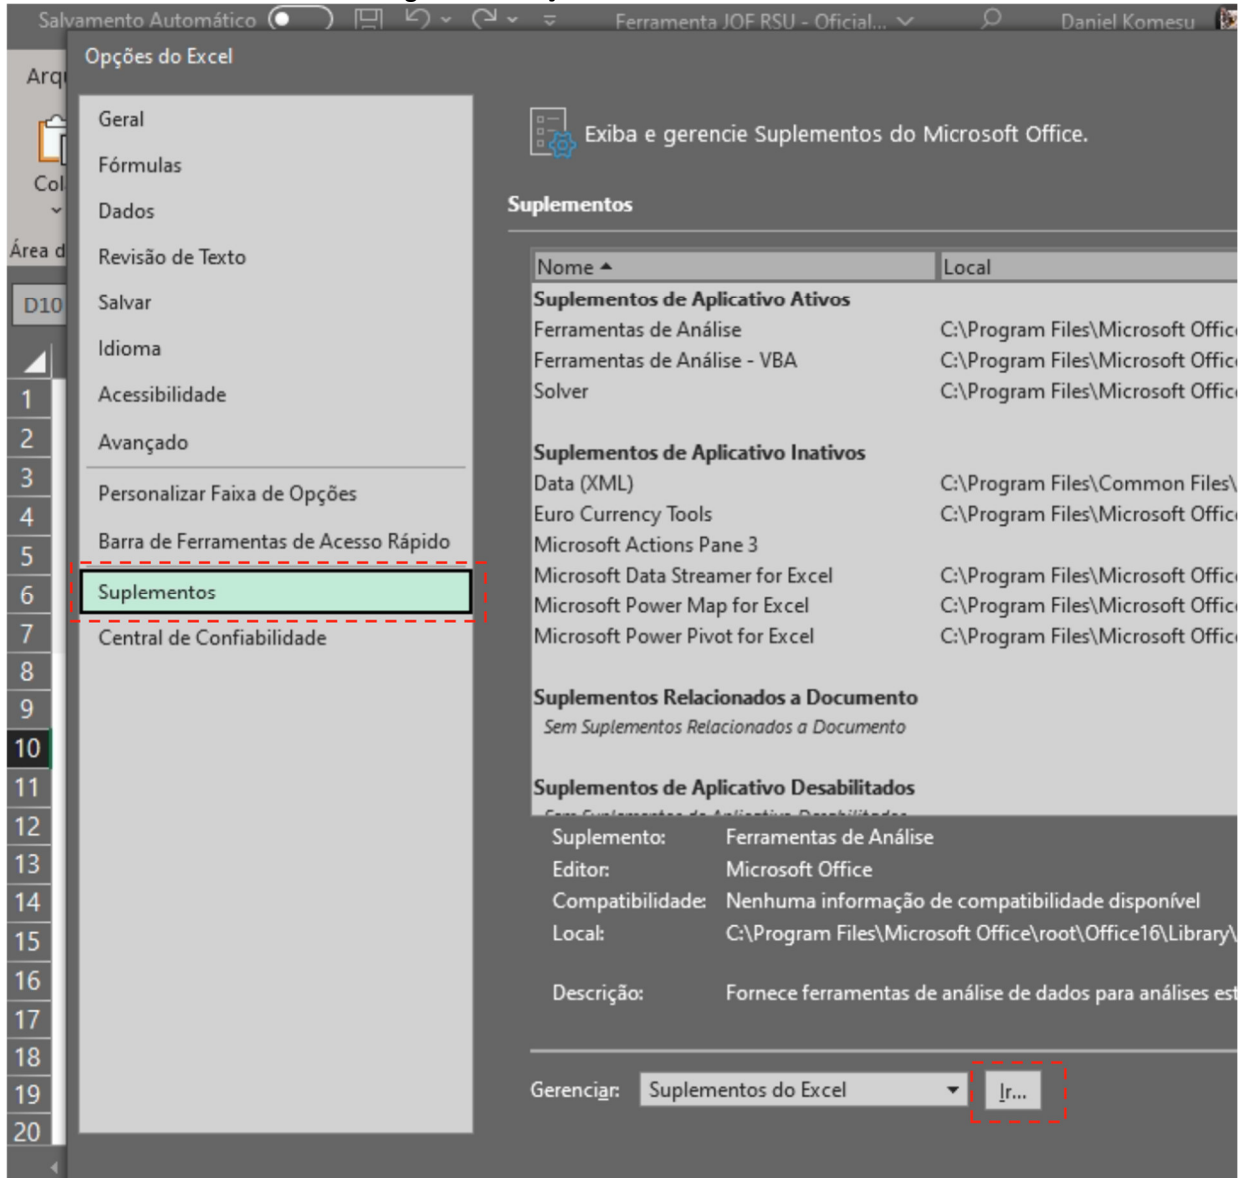 Salvamento Automático
Ferramenta JOF RSU - Oficial...
Daniel Komesu
Opções do Excel
Arqu
Geral
Exiba e gerencie Suplementos do Microsoft Office.
Fórmulas
Col
Dados
Suplementos
Área d
Revisão de Texto
Nome
Local
D10
Salvar
Suplementos de Aplicativo Ativos
Ferramentas de Análise C:\Program Files\Microsoft Offic
Idioma
Ferramentas de Análise - VBA C:\Program Files\Microsoft Offic
1
Acessibilidade
Solver C:\Program Files\Microsoft Offic
2
Avançado
Suplementos de Aplicativo Inativos
3
Personalizar Faixa de Opções
Data (XML) C:\Program Files\Common Files\
4
Euro Currency Tools C:\Program Files\Microsoft Offic
5
Barra de Ferramentas de Acesso Rápido
Microsoft Actions Pane 3
6
Suplementos
Microsoft Data Streamer for Excel C:\Program Files\Microsoft Offic
Microsoft Power Map for Excel C:\Program Files\Microsoft Offic
7
Central de Confiabilidade
Microsoft Power Pivot for Excel C:\Program Files\Microsoft Offic
8
9
Suplementos Relacionados a Documento
Sem Suplementos Relacionados a Documento
10
11
Suplementos de Aplicativo Desabilitados
12
Suplemento: Ferramentas de Análise
13
Editor: Microsoft Office
14
Compatibilidade: Nenhuma informação de compatibilidade disponível
15
Local: C:\Program Files\Microsoft Office\root\Office16\Library\
16
Descrição: Fornece ferramentas de análise de dados para análises est
17
18
19
Gerenciar: Suplementos do Excel Ir...
20